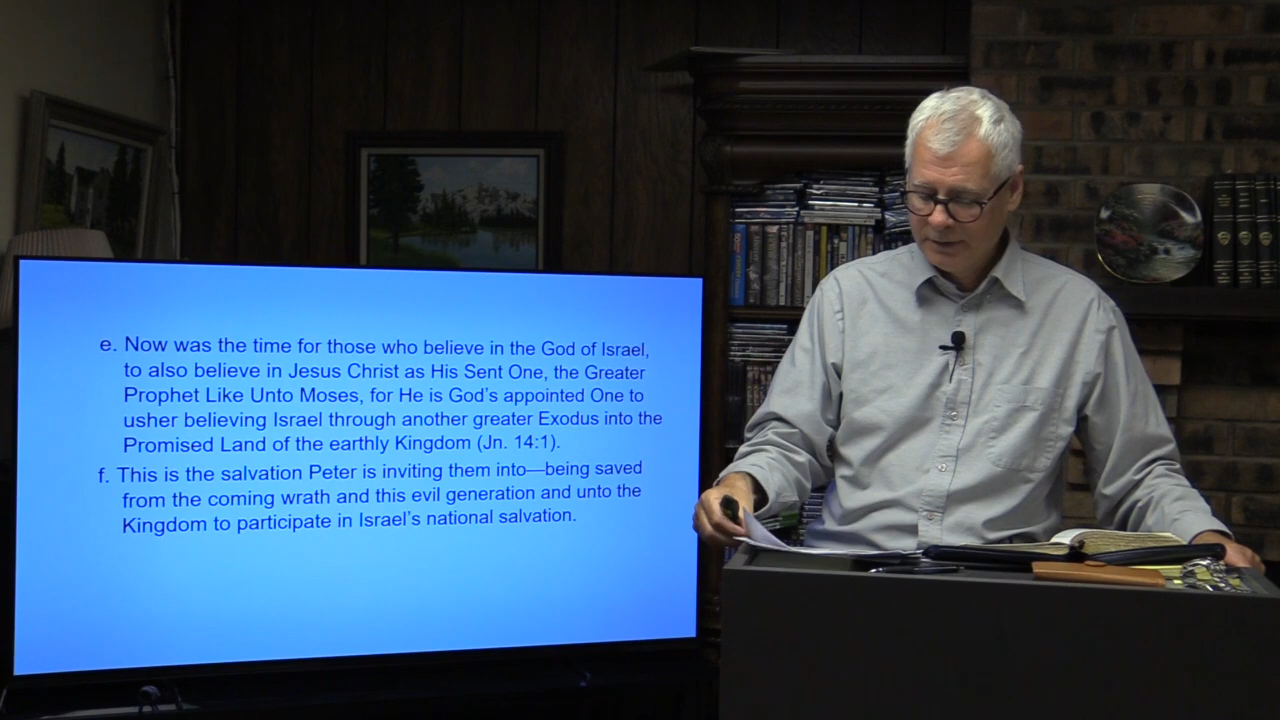 e. Now was the time for those who believe in the God of Israel,
to also believe in Jesus Christ as His Sent One, the Greater
Prophet Like Unto Moses, for He is God’s appointed One to
usher believing Israel through another greater Exodus into the
Promised Land of the earthly Kingdom (Jn. 14:1).
f. This is the salvation Peter is inviting them into—being saved
from the coming wrath and this evil generation and unto the
Kingdom to participate in Israel’s national salvation.